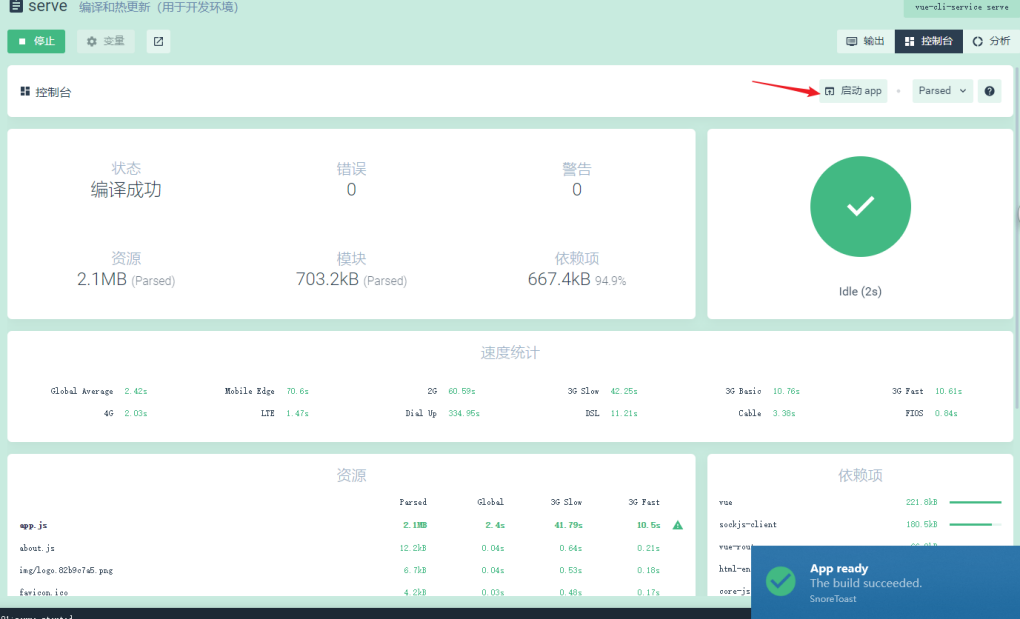 serve 编译和热更新（用于开发环境） vue-cli-service serve
停止 变量 输出 控制台 分析
控制台 启动 app Parsed ?
状态 错误 警告
编译成功 0 0
资源 模块 依赖项
2.1MB (Parsed) 703.2kB (Parsed) 667.4kB 94.9%
Idle (2s)
速度统计
Global Average 2.42s Mobile Edge 70.6s 2G 60.59s 3G Slow 42.25s 3G Basic 10.76s 3G Fast 10.61s
4G 2.03s LTE 1.47s Dial Up 334.95s DSL 11.21s Cable 3.38s FIOS 0.84s
资源
Parsed Global 3G Slow 3G Fast
app.js 2.1MB 2.4s 41.79s 10.5s
about.js 12.2kB 0.04s 0.64s 0.21s
img/logo.82b9c7a5.png 6.7kB 0.04s 0.53s 0.18s
favicon.ico 4.2kB 0.03s 0.48s 0.17s
依赖项
vue 221.8kB
sockjs-client 180.5kB
App ready
The build succeeded.
SnoreToast